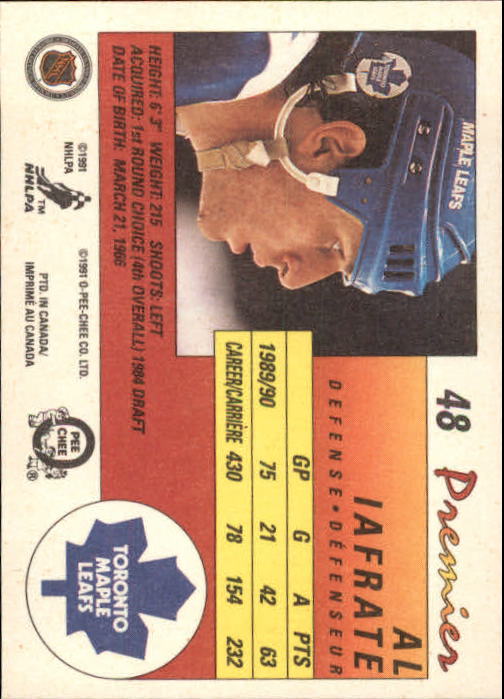 48 Premier
AL
IAFRATE
DEFENSE • DÉFENSEUR
GP G A PTS
1989/90 75 21 42 63
CAREER/CARRIÈRE 430 78 154 232
MAPLE LEAFS
HEIGHT: 6' 3" WEIGHT: 215 SHOOTS: LEFT
ACQUIRED: 1st ROUND CHOICE (4th OVERALL) 1984 DRAFT
DATE OF BIRTH: MARCH 21, 1966
TORONTO
MAPLE
LEAFS
©1991
NHLPA
NHLPA™
©1991 O-PEE-CHEE CO. LTD.
PTD. IN CANADA/
IMPRIMÉ AU CANADA
O
PEE
CHEE
®